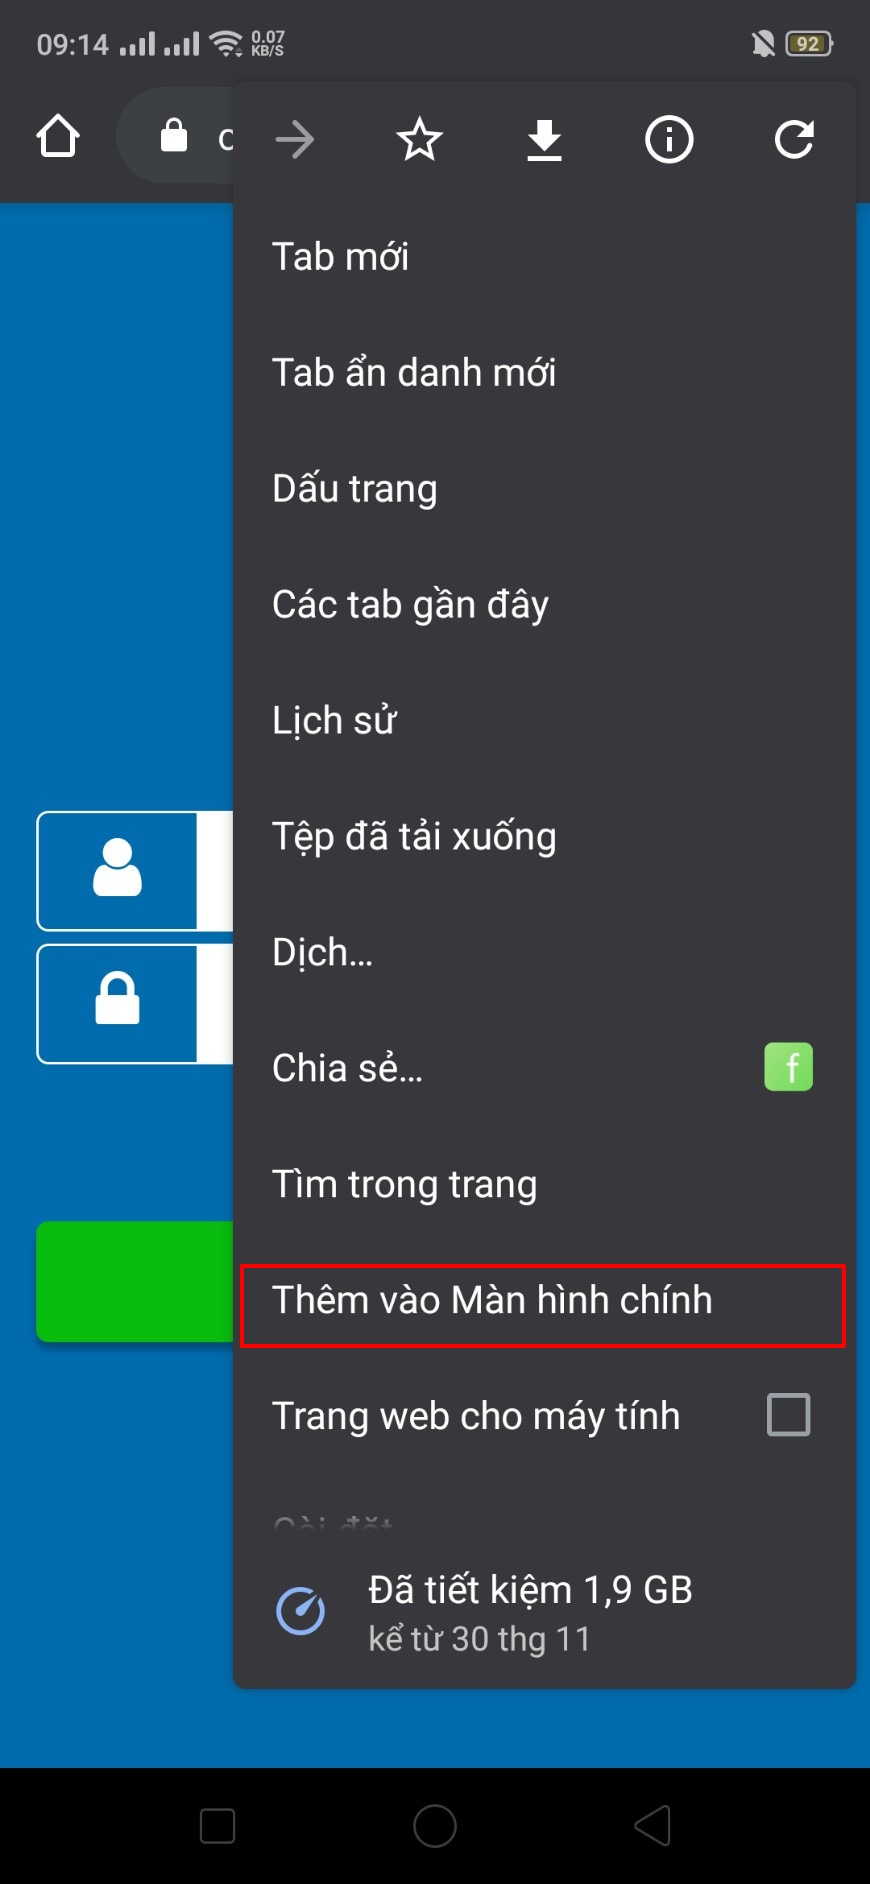 09:14
0.07
KB/S
92
Tab mới
Tab ẩn danh mới
Dấu trang
Các tab gần đây
Lịch sử
Tệp đã tải xuống
Dịch...
Chia sẻ...
f
Tìm trong trang
Thêm vào Màn hình chính
Trang web cho máy tính
Cài đặt
Đã tiết kiệm 1,9 GB
kể từ 30 thg 11